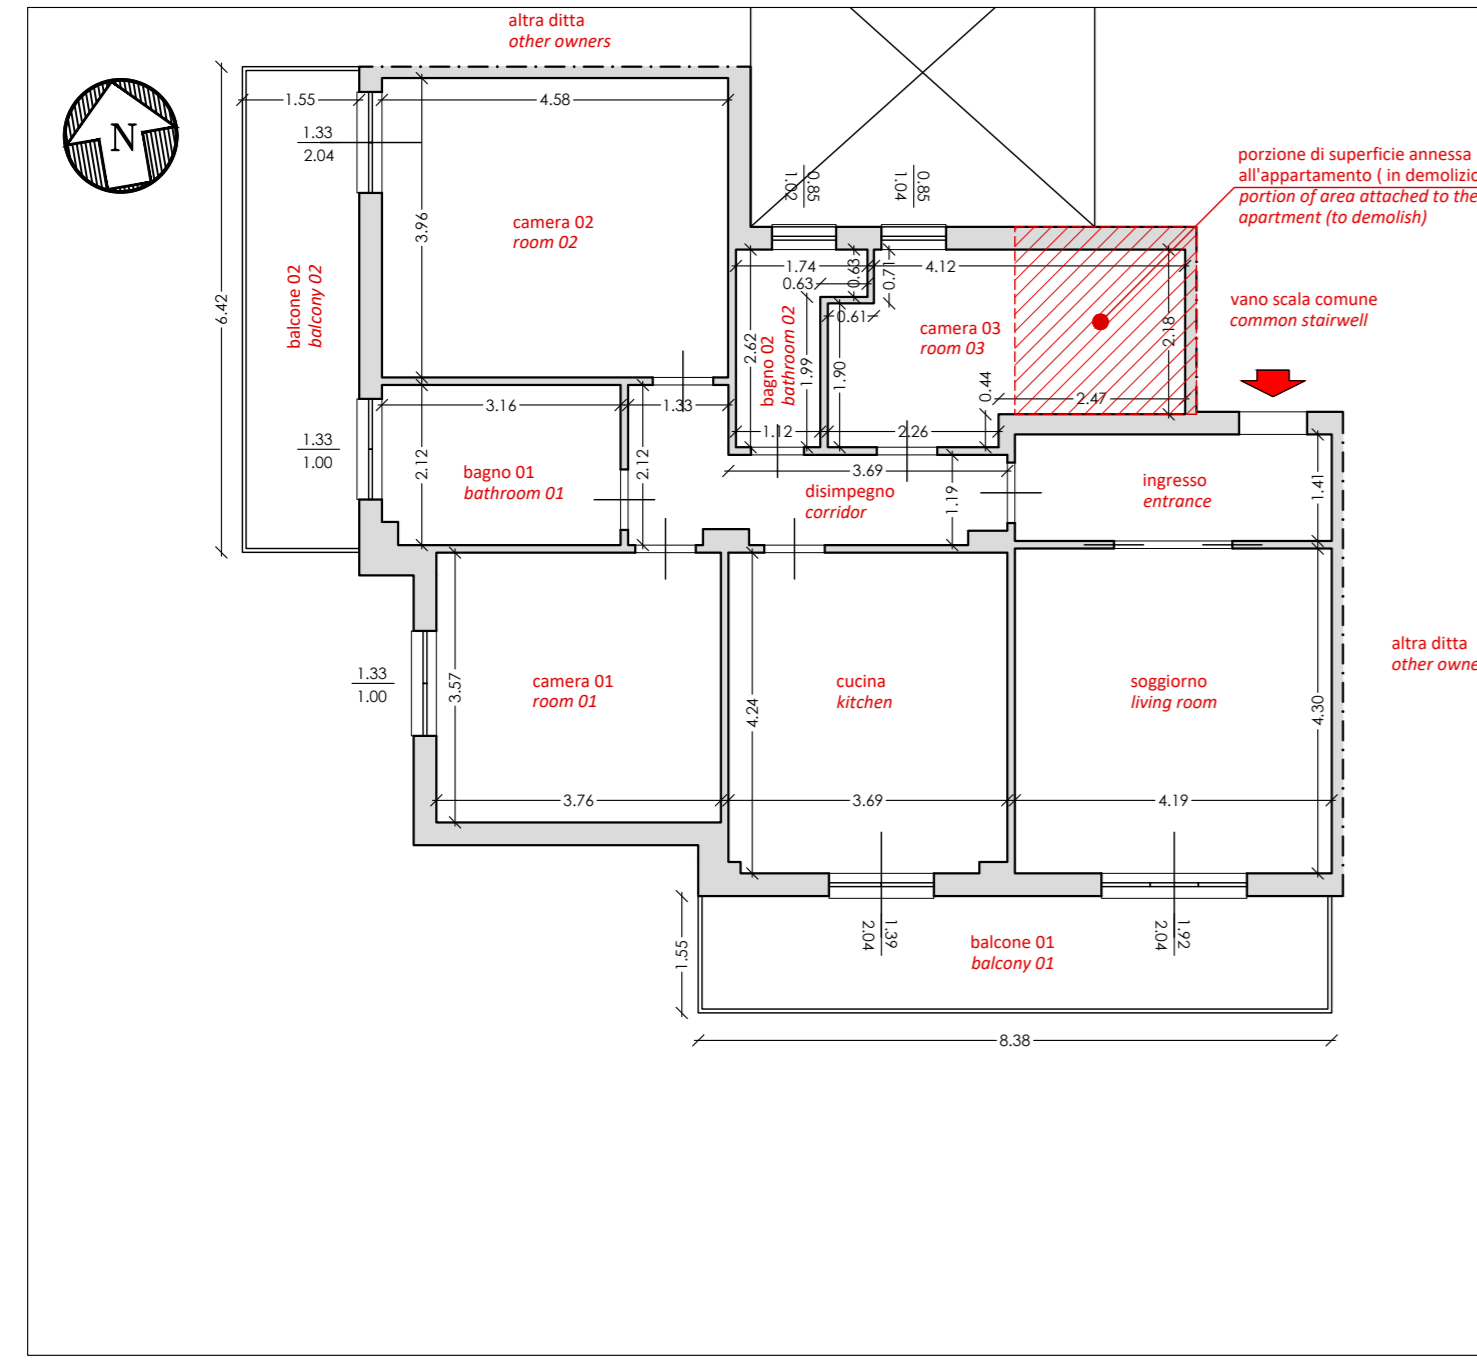 altra ditta
other owners
N
1.55
4.58
1.33
2.04
6.42
3.96
camera 02
room 02
balcone 02
balcony 02
0.85
1.02
0.85
1.04
porzione di superficie annessa
all'appartamento ( in demolizio
portion of area attached to the
apartment (to demolish)
1.74
0.63
0.63
0.71
4.12
0.61
vano scala comune
common stairwell
camera 03
room 03
2.18
2.62
bagno 02
bathroom 02
1.99
1.90
0.44
2.47
3.16
1.33
1.12
2.26
1.33
1.00
2.12
bagno 01
bathroom 01
2.12
3.69
disimpegno
corridor
1.19
ingresso
entrance
1.41
altra ditta
other owne
1.33
1.00
3.57
camera 01
room 01
4.24
cucina
kitchen
soggiorno
living room
4.30
3.76
3.69
4.19
1.39
2.04
1.92
2.04
1.55
balcone 01
balcony 01
8.38